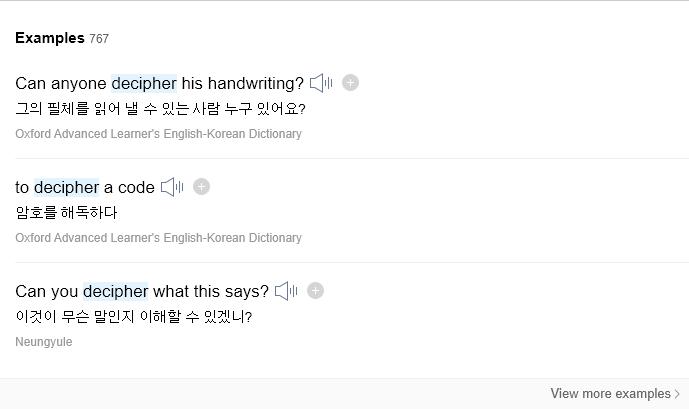 Examples 767
Can anyone decipher his handwriting?
그의 필체를 읽어 낼 수 있는 사람 누구 있어요?
Oxford Advanced Learner's English-Korean Dictionary
to decipher a code
암호를 해독하다
Oxford Advanced Learner's English-Korean Dictionary
Can you decipher what this says?
이것이 무슨 말인지 이해할 수 있겠니?
Neungyule
View more examples